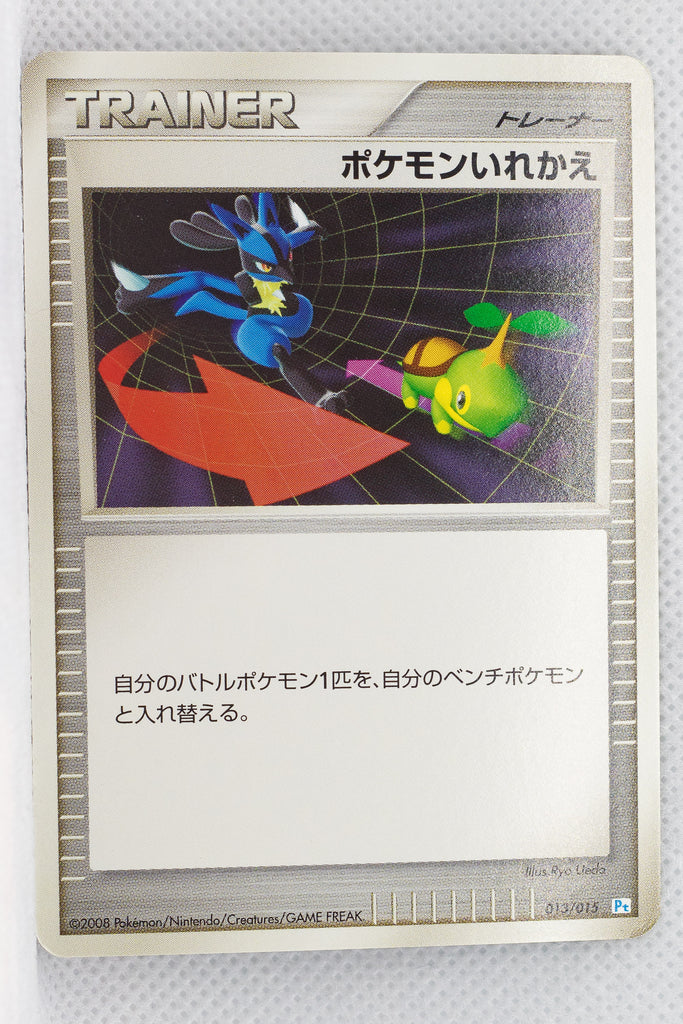 TRAINER
トレーナー
ポケモンいれかえ
自分のバトルポケモン1匹を、自分のベンチポケモン
と入れ替える。
Illus. Ryo Ueda
©2008 Pokémon/Nintendo/Creatures/GAME FREAK
013/015 Pt